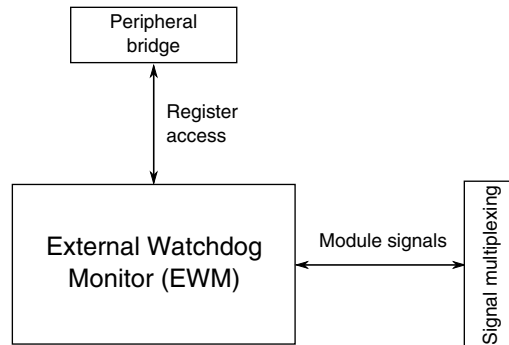 Peripheral
bridge
Register
access
External Watchdog
Monitor (EWM)
Module signals
Signal multiplexing